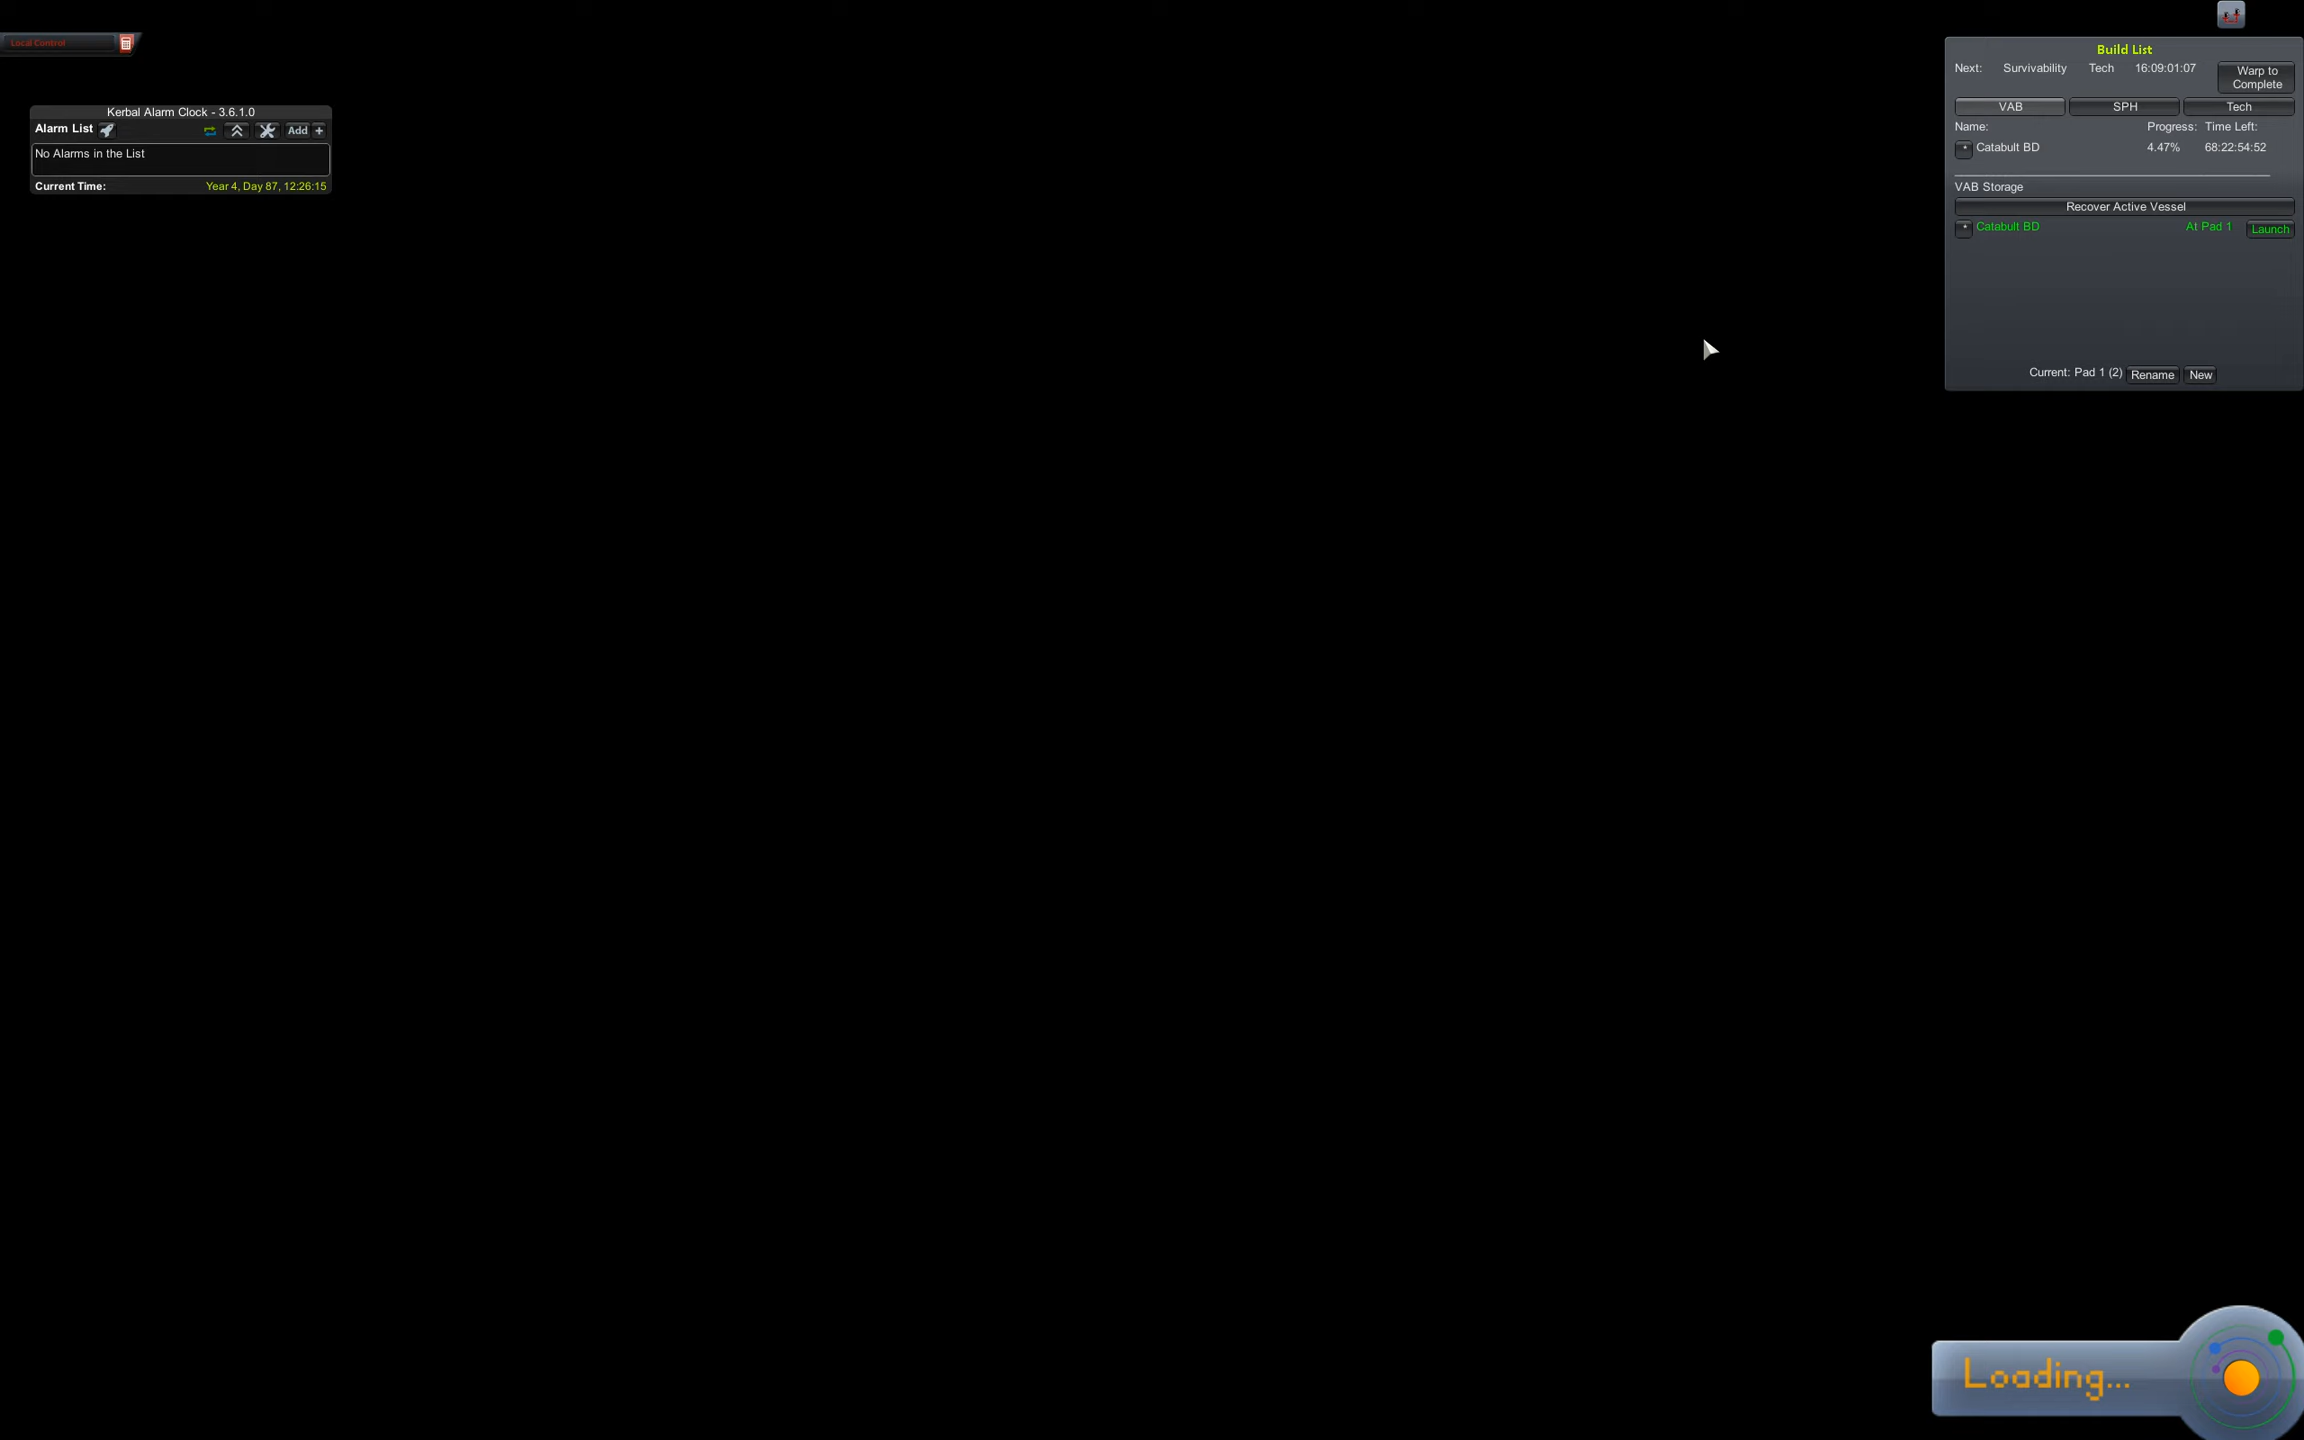 Local Control
Kerbal Alarm Clock - 3.6.1.0
Alarm List Add +
No Alarms in the List
Current Time: Year 4, Day 87, 12:26:15
Build List
Next: Survivability Tech 16:09:01:07 Warp to Complete
VAB SPH Tech
Name: Progress: Time Left:
* Catabult BD 4.47% 68:22:54:52
VAB Storage
Recover Active Vessel
* Catabult BD At Pad 1 Launch
Current: Pad 1 (2) Rename New
Loading...